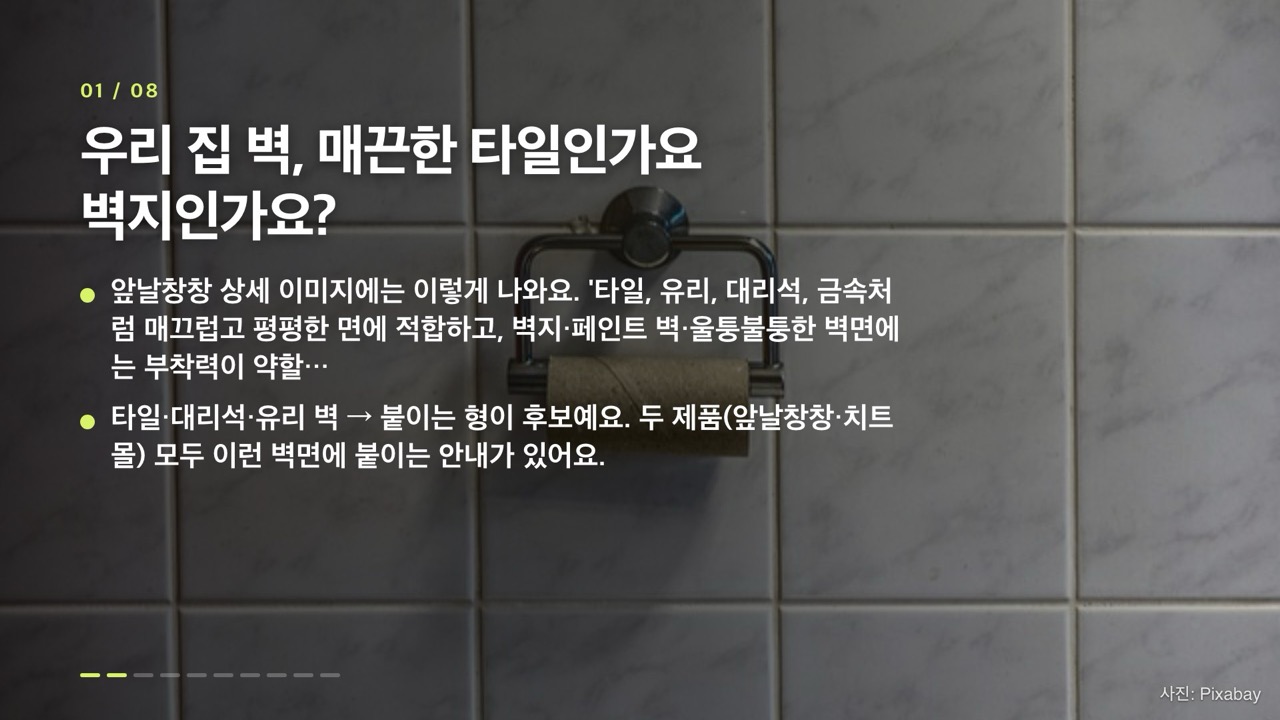 01 / 08
우리 집 벽, 매끈한 타일인가요
벽지인가요?
앞날창창 상세 이미지에는 이렇게 나와요. '타일, 유리, 대리석, 금속처
럼 매끄럽고 평평한 면에 적합하고, 벽지·페인트 벽·울퉁불퉁한 벽면에
는 부착력이 약할…
타일·대리석·유리 벽 → 붙이는 형이 후보예요. 두 제품(앞날창창·치트
몰) 모두 이런 벽면에 붙이는 안내가 있어요.
사진: Pixabay